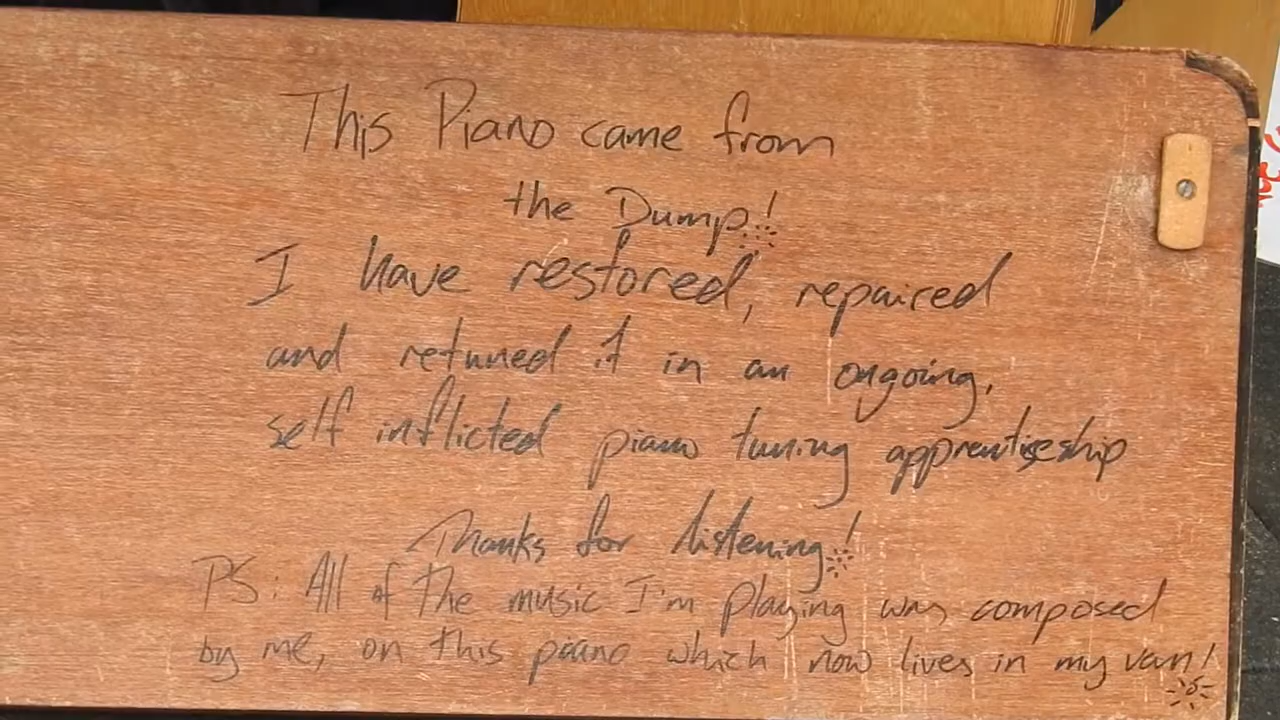 This Piano came from
the Dump!
I have restored, repaired
and retuned it in an ongoing,
self inflicted piano tuning apprentiseship
Thanks for listening!
PS: All of the music I'm playing was composed
by me, on this piano which now lives in my van!